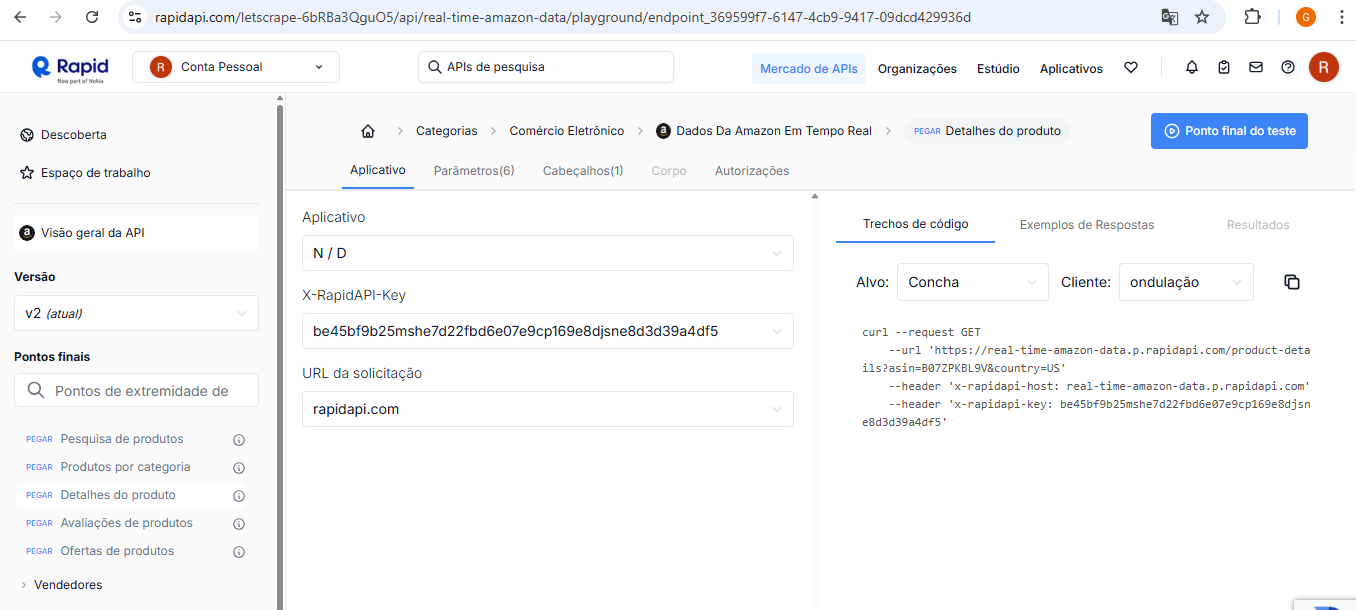 rapidapi.com/letscrape-6bRBa3QguO5/api/real-time-amazon-data/playground/endpoint_369599f7-6147-4cb9-9417-09dcd429936d
G
Rapid
Now part of Nokia
R
Conta Pessoal
APIs de pesquisa
Mercado de APIs
Organizações
Estúdio
Aplicativos
R
Descoberta
Espaço de trabalho
a
Visão geral da API
Versão
v2 (atual)
Pontos finais
Pontos de extremidade de
PEGAR Pesquisa de produtos
PEGAR Produtos por categoria
PEGAR Detalhes do produto
PEGAR Avaliações de produtos
PEGAR Ofertas de produtos
Vendedores
Categorias
Comércio Eletrônico
a Dados Da Amazon Em Tempo Real
PEGAR Detalhes do produto
Ponto final do teste
Aplicativo
Parâmetros(6)
Cabeçalhos(1)
Corpo
Autorizações
Aplicativo
N / D
X-RapidAPI-Key
be45bf9b25mshe7d22fbd6e07e9cp169e8djsne8d3d39a4df5
URL da solicitação
rapidapi.com
Trechos de código
Exemplos de Respostas
Resultados
Alvo: Concha
Cliente: ondulação
curl --request GET
--url 'https://real-time-amazon-data.p.rapidapi.com/product-deta
ils?asin=B07ZPKBL9V&country=US'
--header 'x-rapidapi-host: real-time-amazon-data.p.rapidapi.com'
--header 'x-rapidapi-key: be45bf9b25mshe7d22fbd6e07e9cp169e8djsn
e8d3d39a4df5'